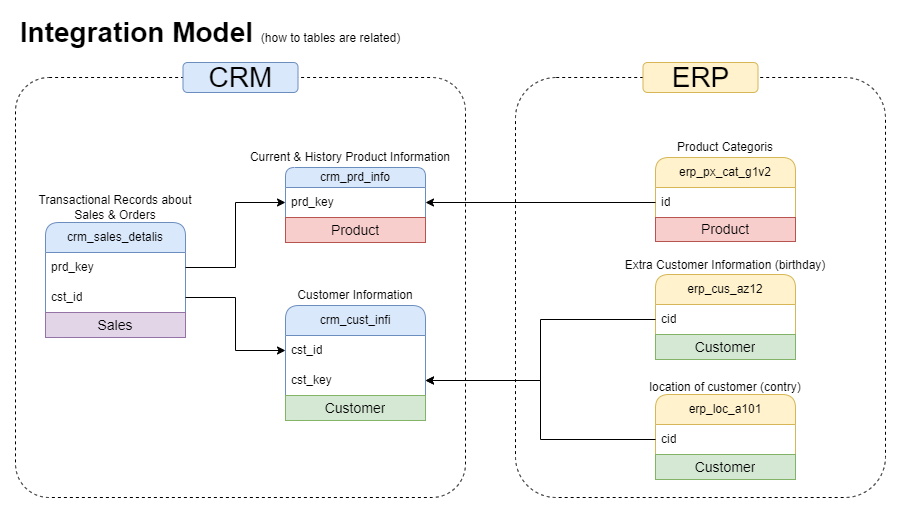 Integration Model (how to tables are related)
CRM
Current & History Product Information
crm_prd_info
prd_key
Product
Transactional Records about
Sales & Orders
crm_sales_detalis
prd_key
cst_id
Sales
Customer Information
crm_cust_infi
cst_id
cst_key
Customer
ERP
Product Categoris
erp_px_cat_g1v2
id
Product
Extra Customer Information (birthday)
erp_cus_az12
cid
Customer
location of customer (contry)
erp_loc_a101
cid
Customer